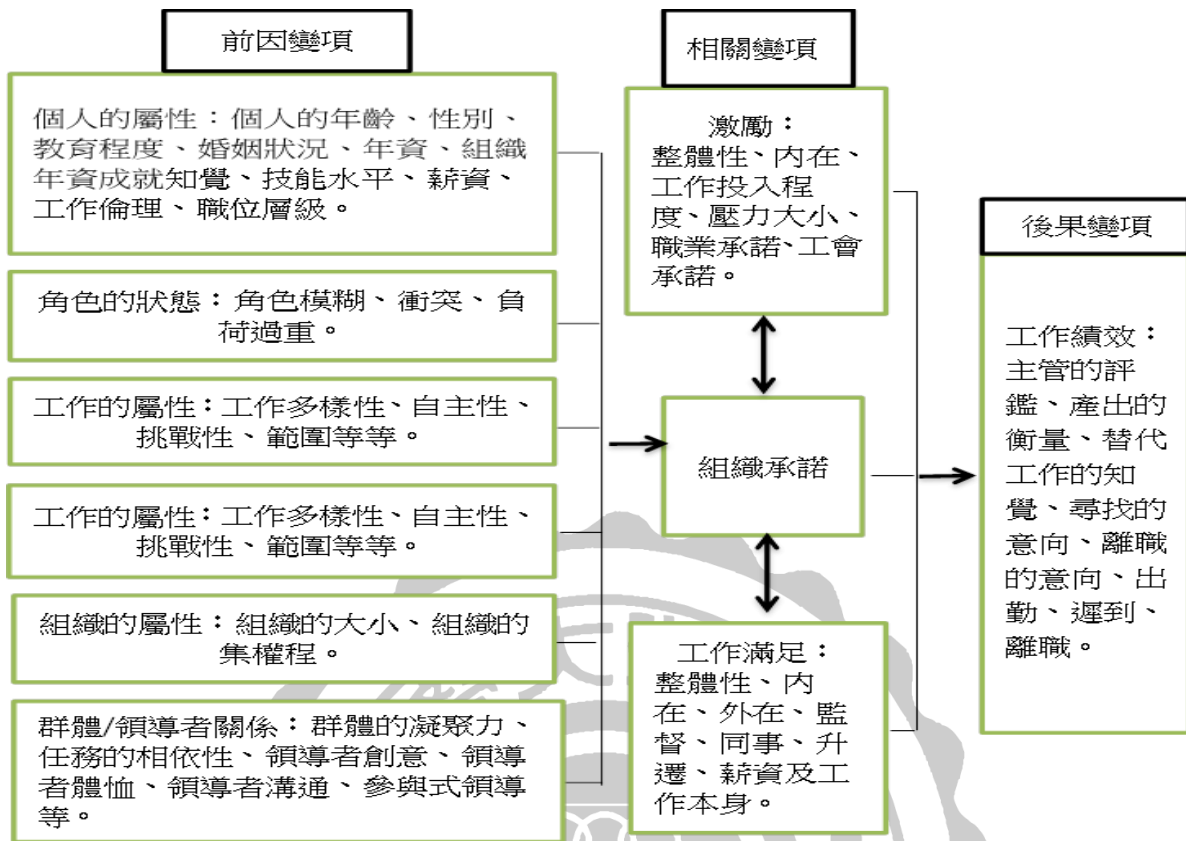 前因變項
個人的屬性：個人的年齡、性別、
教育程度、婚姻狀況、年資、組織
年資成就知覺、技能水平、薪資、
工作倫理、職位層級。
角色的狀態：角色模糊、衝突、負
荷過重。
工作的屬性：工作多樣性、自主性、
挑戰性、範圍等等。
工作的屬性：工作多樣性、自主性、
挑戰性、範圍等等。
組織的屬性：組織的大小、組織的
集權程。
群體/領導者關係：群體的凝聚力、
任務的相依性、領導者創意、領導
者體恤、領導者溝通、參與式領導
等。
相關變項
激勵：
整體性、內在、
工作投入程
度、壓力大小、
職業承諾、工會
承諾。
組織承諾
工作滿足：
整體性、內
在、外在、監
督、同事、升
遷、薪資及工
作本身。
後果變項
工作績效：
主管的評
鑑、產出的
衡量、替代
工作的知
覺、尋找的
意向、離職
的意向、出
勤、遲到、
離職。